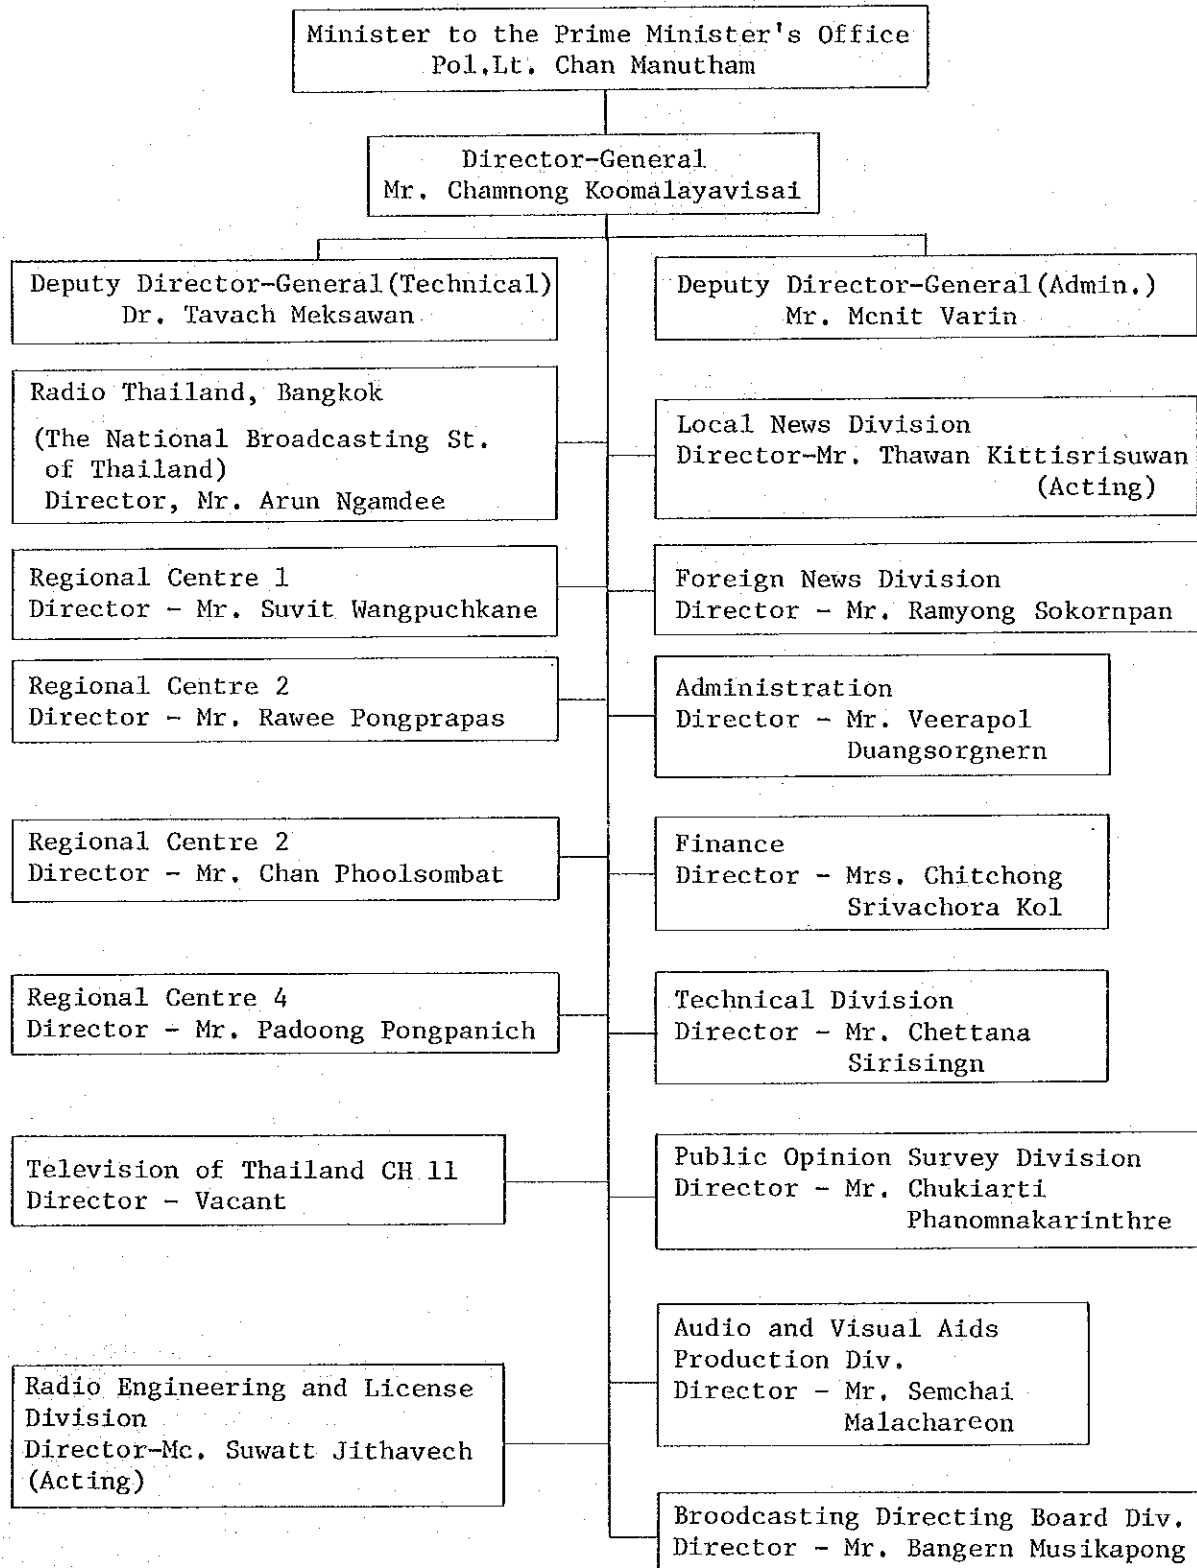 Minister to the Prime Minister's Office
Pol.Lt. Chan Manutham
Director-General
Mr. Chamnong Koomalayavisai
Deputy Director-General(Technical)
Dr. Tavach Meksawan
Deputy Director-General(Admin.)
Mr. Mcnit Varin
Radio Thailand, Bangkok
(The National Broadcasting St.
of Thailand)
Director, Mr. Arun Ngamdee
Local News Division
Director-Mr. Thawan Kittisrisuwan
(Acting)
Regional Centre 1
Director - Mr. Suvit Wangpuchkane
Foreign News Division
Director - Mr. Ramyong Sokornpan
Regional Centre 2
Director - Mr. Rawee Pongprapas
Administration
Director - Mr. Veerapol
Duangsorgnern
Regional Centre 2
Director - Mr. Chan Phoolsombat
Finance
Director - Mrs. Chitchong
Srivachora Kol
Regional Centre 4
Director - Mr. Padoong Pongpanich
Technical Division
Director - Mr. Chettana
Sirisingn
Television of Thailand CH 11
Director - Vacant
Public Opinion Survey Division
Director - Mr. Chukiarti
Phanomnakarinthre
Audio and Visual Aids
Production Div.
Director - Mr. Semchai
Malachareon
Radio Engineering and License
Division
Director-Mc. Suwatt Jithavech
(Acting)
Broodcasting Directing Board Div.
Director - Mr. Bangern Musikapong